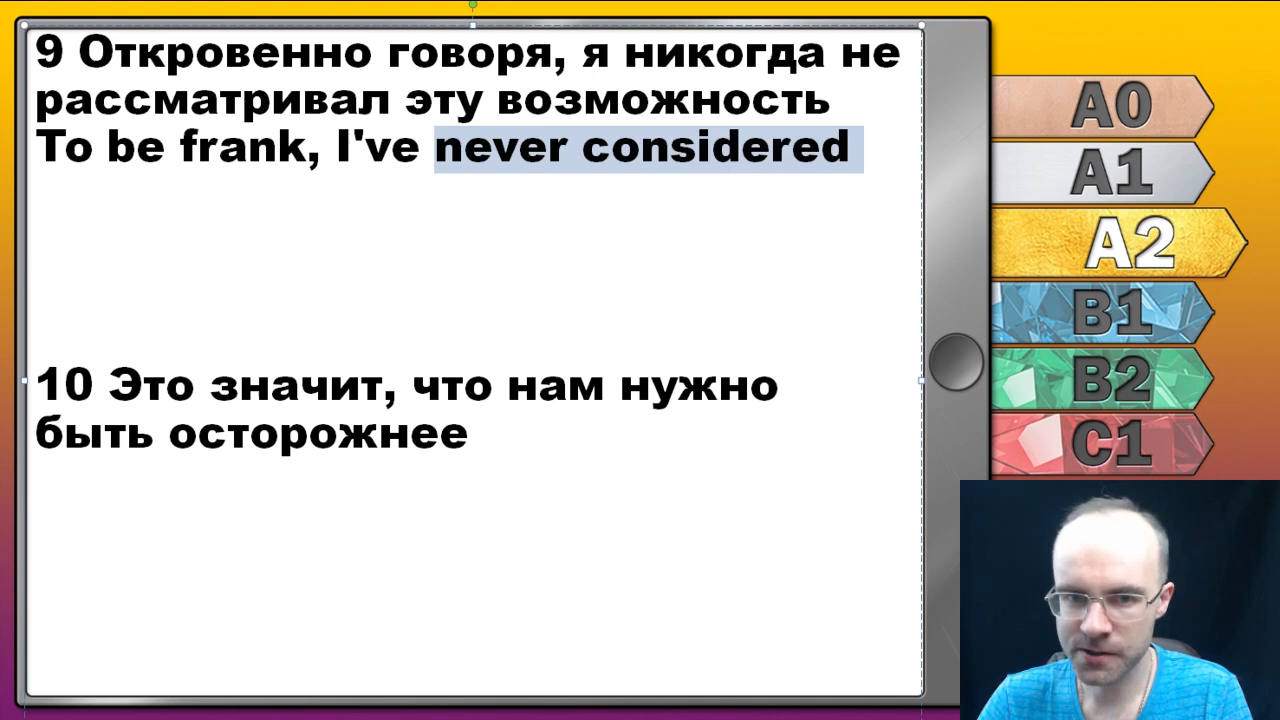 9 Откровенно говоря, я никогда не
рассматривал эту возможность
To be frank, I've never considered
10 Это значит, что нам нужно
быть осторожнее
A0
A1
A2
B1
B2
C1